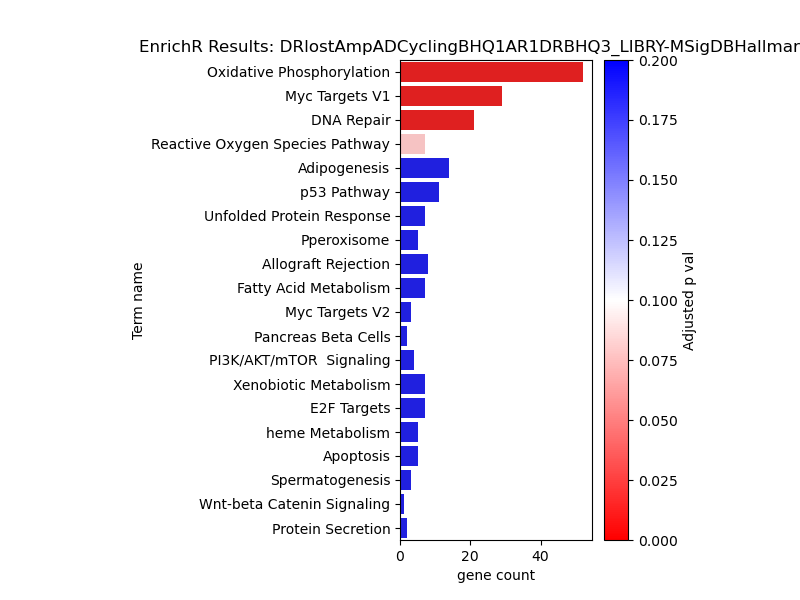 EnrichR Results: DRlostAmpADCyclingBHQ1AR1DRBHQ3_LIBRY-MSigDBHallmar
Oxidative Phosphorylation
Myc Targets V1
DNA Repair
Reactive Oxygen Species Pathway
Adipogenesis
p53 Pathway
Unfolded Protein Response
Pperoxisome
Allograft Rejection
Fatty Acid Metabolism
Myc Targets V2
Pancreas Beta Cells
PI3K/AKT/mTOR  Signaling
Xenobiotic Metabolism
E2F Targets
heme Metabolism
Apoptosis
Spermatogenesis
Wnt-beta Catenin Signaling
Protein Secretion
Term name
0 20 40
gene count
0.200
0.175
0.150
0.125
0.100
0.075
0.050
0.025
0.000
Adjusted p val